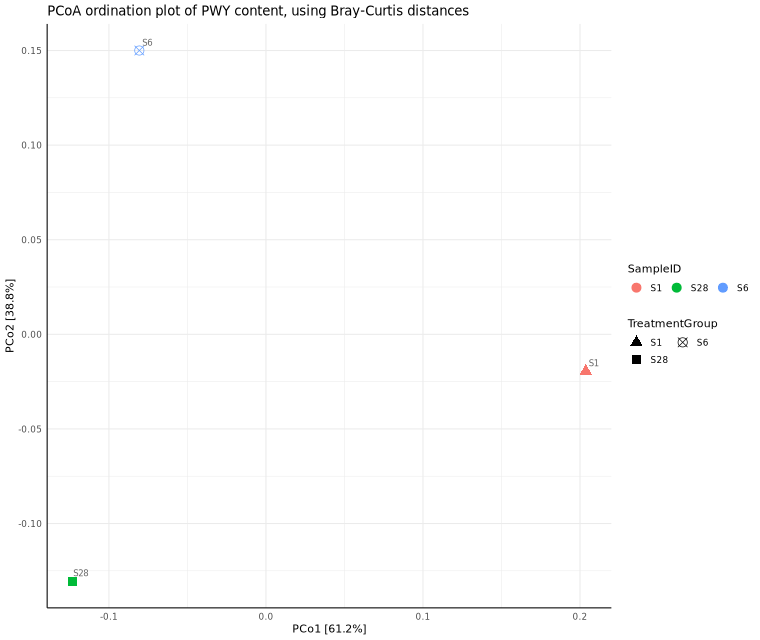 PCoA ordination plot of PWY content, using Bray-Curtis distances
S6
0.15
0.10
0.05
0.00
-0.05
-0.10
PCo2 [38.8%]
S1
S28
-0.1
0.0
0.1
0.2
PCo1 [61.2%]
SampleID
S1 S28 S6
TreatmentGroup
S1 S6
S28